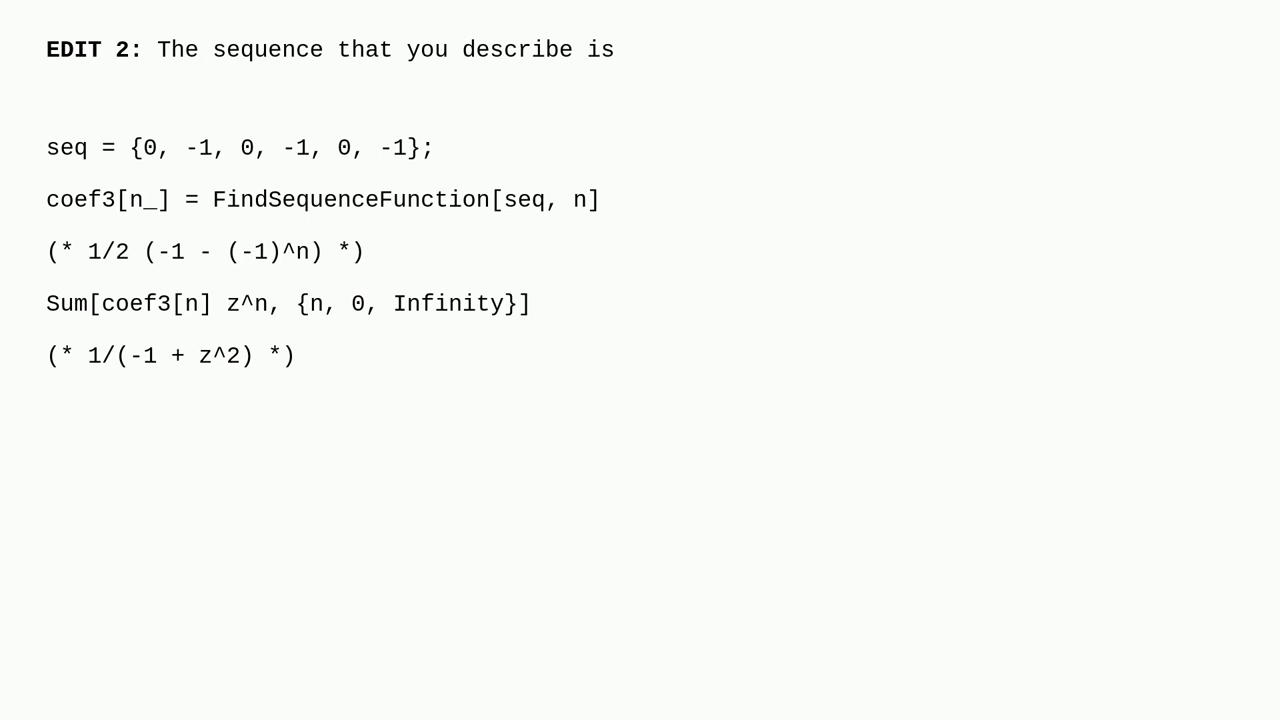 EDIT 2: The sequence that you describe is
seq = {0, -1, 0, -1, 0, -1};
coef3[n_] = FindSequenceFunction[seq, n]
(* 1/2 (-1 - (-1)^n) *)
Sum[coef3[n] z^n, {n, 0, Infinity}]
(* 1/(-1 + z^2) *)